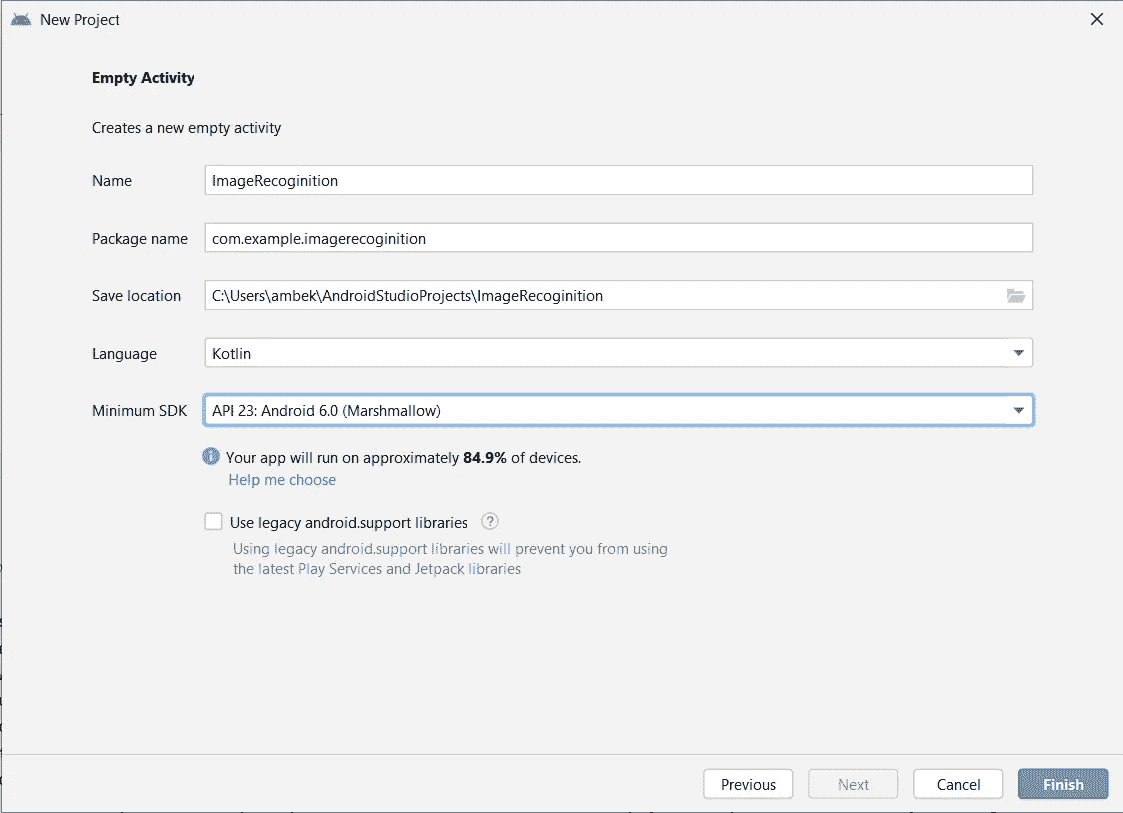 New Project
Empty Activity
Creates a new empty activity
Name
ImageRecoginition
Package name
com.example.imagerecoginition
Save location
C:\Users\ambek\AndroidStudioProjects\ImageRecoginition
Language
Kotlin
Minimum SDK
API 23: Android 6.0 (Marshmallow)
Your app will run on approximately 84.9% of devices.
Help me choose
Use legacy android.support libraries ?
Using legacy android.support libraries will prevent you from using
the latest Play Services and Jetpack libraries
Previous
Next
Cancel
Finish